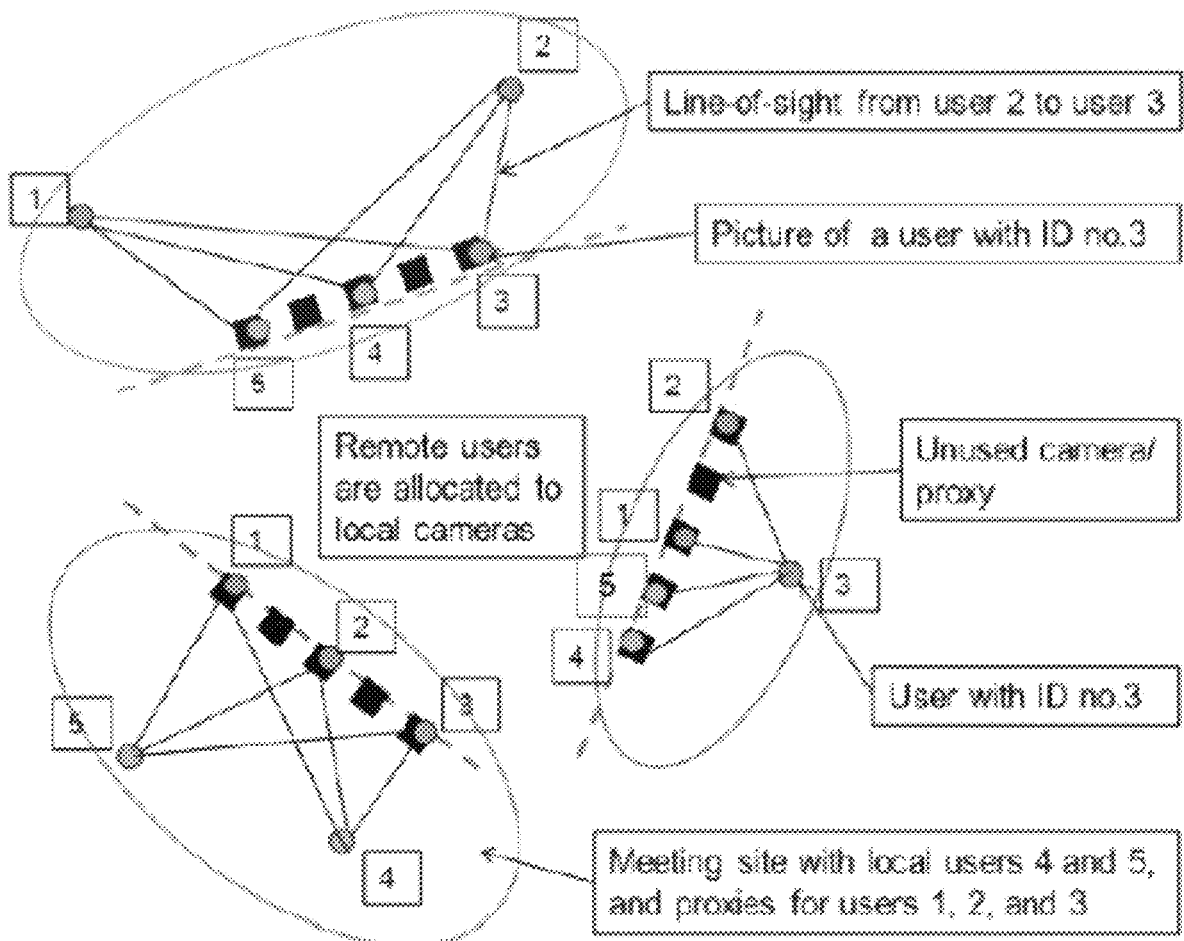 2
Line-of-sight from user 2 to user 3
1
Picture of a user with ID no.3
3
4
5
2
Remote users
are allocated to
local cameras
Unused camera/
proxy
1
1
5
3
2
4
3
5
User with ID no.3
4
Meeting site with local users 4 and 5,
and proxies for users 1, 2, and 3